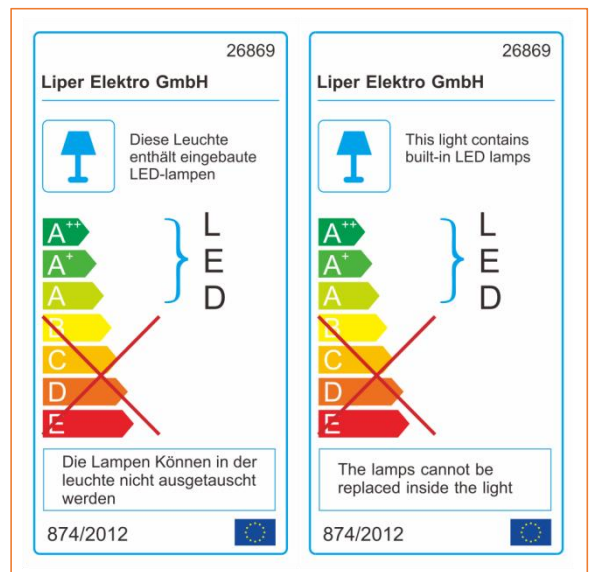 26869
Liper Elektro GmbH
Diese Leuchte
enthält eingebaute
LED-lampen
A++
A+
A
B
C
D
E
L
E
D
Die Lampen Können in der
leuchte nicht ausgetauscht
werden
874/2012
26869
Liper Elektro GmbH
This light contains
built-in LED lamps
A++
A+
A
B
C
D
E
L
E
D
The lamps cannot be
replaced inside the light
874/2012